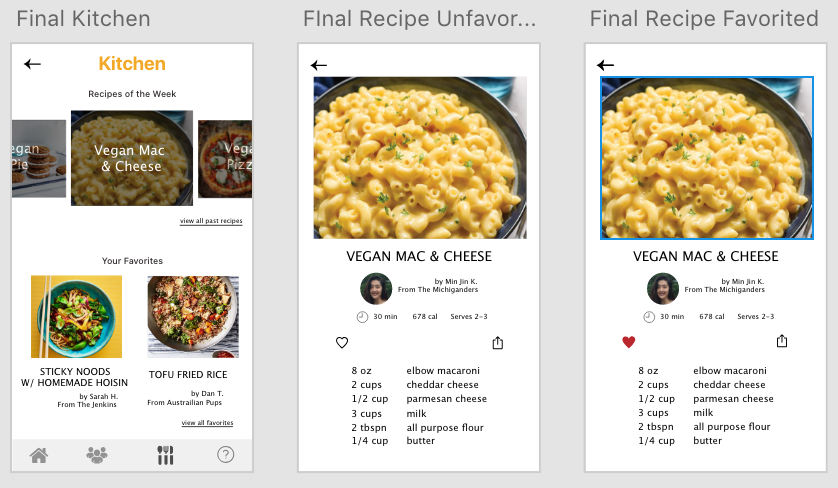 Final Kitchen
Kitchen
Recipes of the Week
egan
Pie
Vegan Mac
& Cheese
Vega
Pizz
view all past recipes
Your Favorites
STICKY NOODS
W/ HOMEMADE HOISIN
by Sarah H.
From The Jenkins
TOFU FRIED RICE
by Dan T.
From Austrailian Pups
view all favorites
?
FInal Recipe Unfavor...
VEGAN MAC & CHEESE
by Min Jin K.
From The Michiganders
30 min 678 cal Serves 2-3
8 oz elbow macaroni
2 cups cheddar cheese
1/2 cup parmesan cheese
3 cups milk
2 tbspn all purpose flour
1/4 cup butter
Final Recipe Favorited
VEGAN MAC & CHEESE
by Min Jin K.
From The Michiganders
30 min 678 cal Serves 2-3
8 oz elbow macaroni
2 cups cheddar cheese
1/2 cup parmesan cheese
3 cups milk
2 tbspn all purpose flour
1/4 cup butter